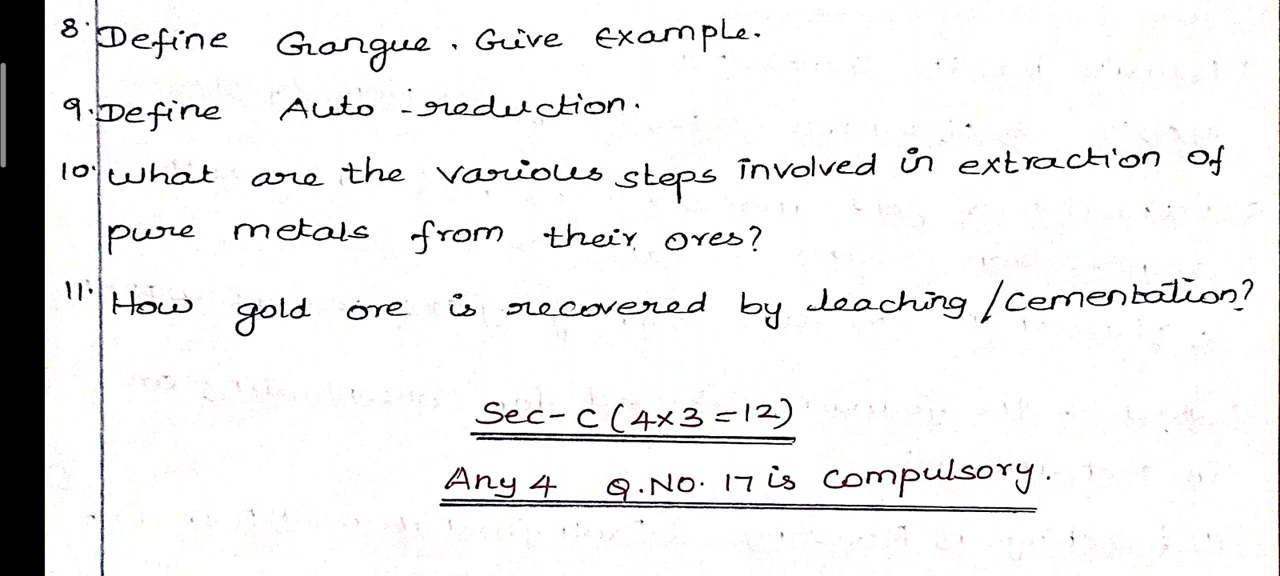 8. Define Gangue. Give Example.
9. Define Auto-reduction.
10. What are the various steps involved in extraction of
pure metals from their ores?
11. How gold ore is recovered by leaching/cementation?
Sec-C (4x3=12)
Any 4 Q.NO. 17 is compulsory.